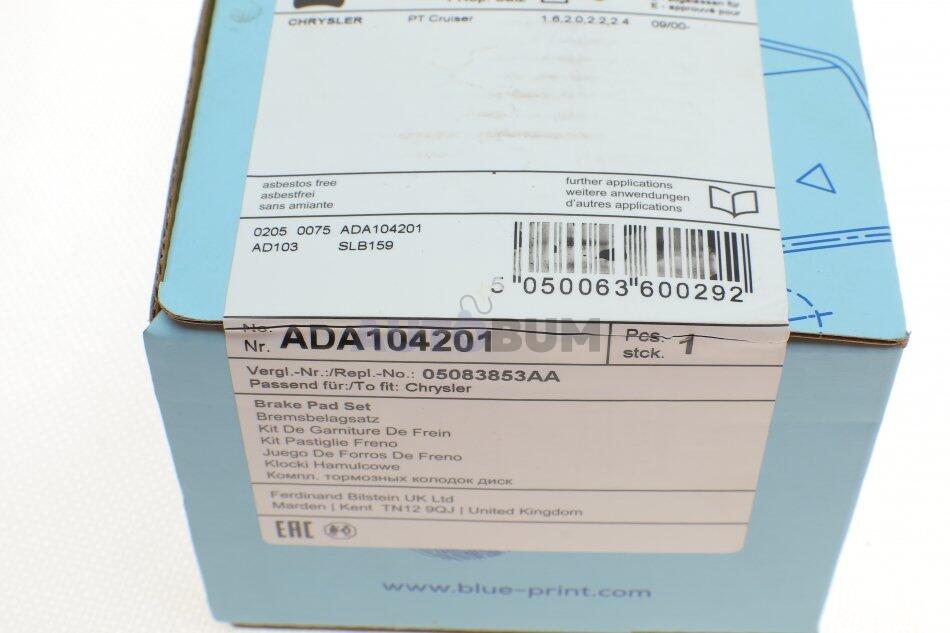 E - approuvé pour
CHRYSLER PT Cruiser 1.6,2.0,2.2,2.4 09/00-
asbestos free
asbestfrei
sans amiante
further applications
weitere anwendungen
d'autres applications
0205 0075 ADA104201
AD103 SLB159
5 050063 600292
AUTOBUM
No.
Nr. ADA104201
Pcs.
stck. 1
Vergl.-Nr.:/Repl.-No.: 05083853AA
Passend für:/To fit: Chrysler
Brake Pad Set
Bremsbelagsatz
Kit De Garniture De Frein
Kit Pastiglie Freno
Juego De Forros De Freno
Klocki Hamulcowe
Компл. тормозных колодок диск
Ferdinand Bilstein UK Ltd
Marden | Kent TN12 9QJ | United Kingdom
EAC
www.blue-print.com